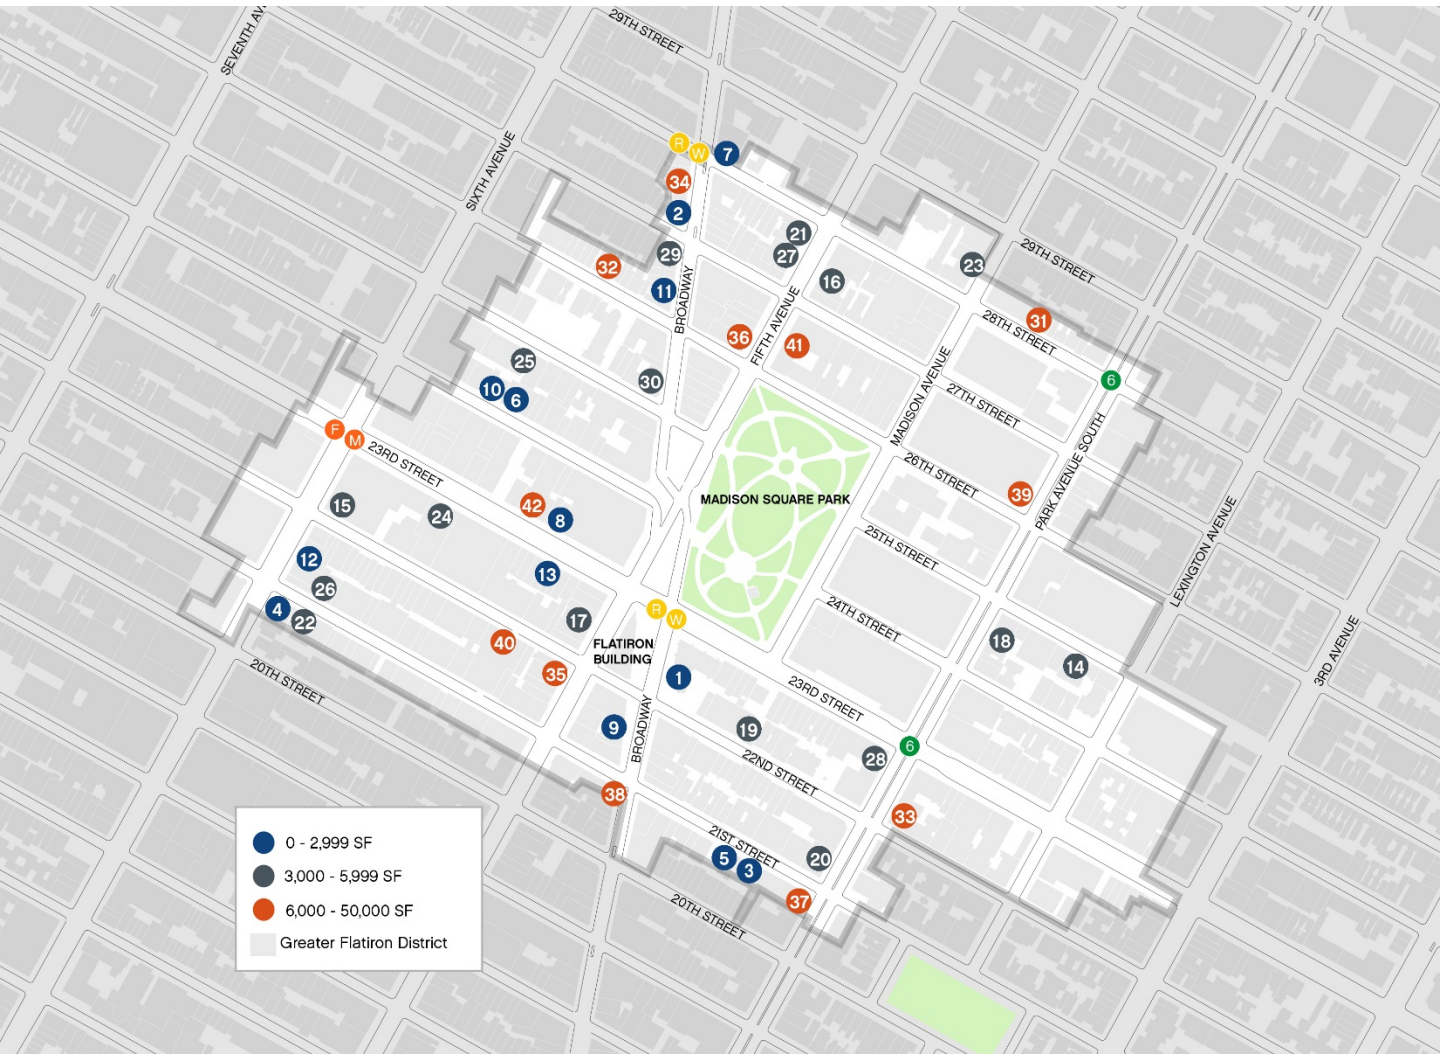 29TH STREET
SEVENTH AV
R
W
7
SIXTH AVENUE
34
2
21
29
27
23
29TH STREET
32
16
11
BROADWAY
FIFTH AVENUE
31
28TH STREET
36
41
25
30
MADISON AVENUE
6
10
6
27TH STREET
F
M
23RD STREET
PARK AVENUE SOUTH
26TH STREET
39
MADISON SQUARE PARK
15
24
42
8
25TH STREET
LEXINGTON AVENUE
12
13
26
4
22
17
R
W
24TH STREET
40
FLATIRON
BUILDING
18
14
3RD AVENUE
35
1
20TH STREET
23RD STREET
9
BROADWAY
19
22ND STREET
28
6
38
33
21ST STREET
5
3
20
37
20TH STREET
0 - 2,999 SF
3,000 - 5,999 SF
6,000 - 50,000 SF
Greater Flatiron District